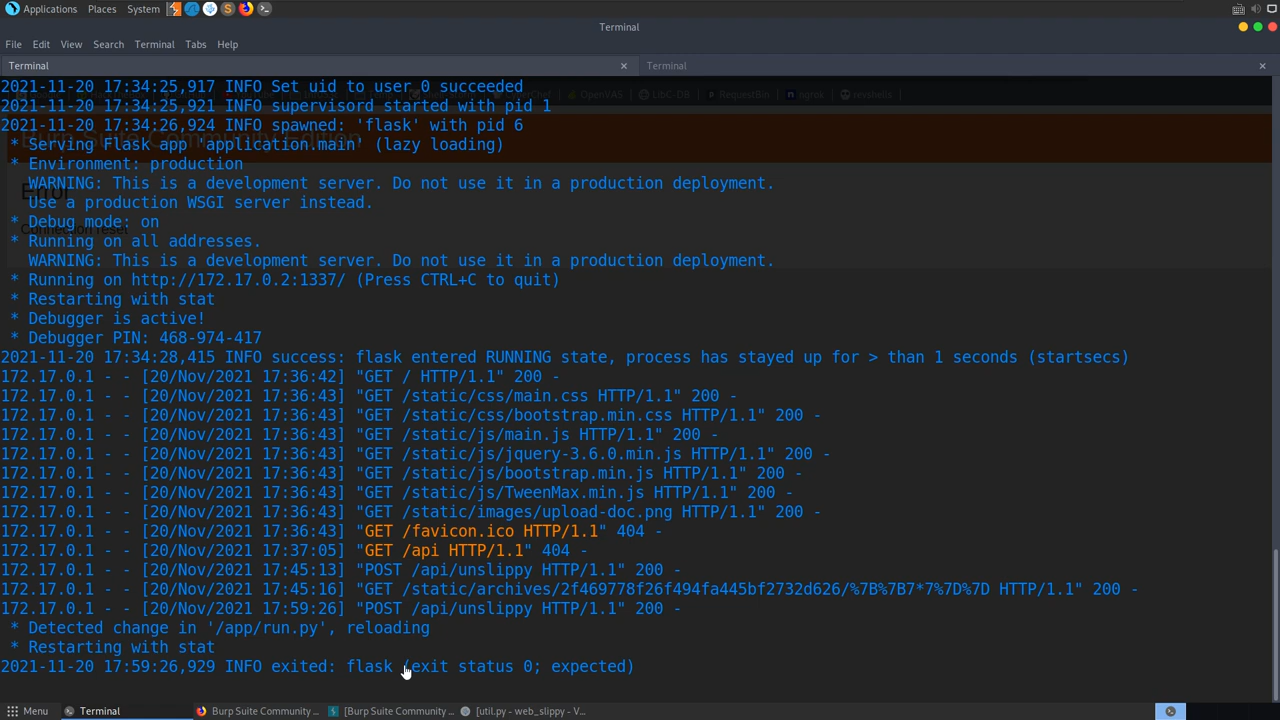 Applications Places System
Terminal
File Edit View Search Terminal Tabs Help
Terminal
Terminal
2021-11-20 17:34:25,917 INFO Set uid to user 0 succeeded
2021-11-20 17:34:25,921 INFO supervisord started with pid 1
2021-11-20 17:34:26,924 INFO spawned: 'flask' with pid 6
 * Serving Flask app 'application.main' (lazy loading)
 * Environment: production
   WARNING: This is a development server. Do not use it in a production deployment.
   Use a production WSGI server instead.
 * Debug mode: on
 * Running on all addresses.
   WARNING: This is a development server. Do not use it in a production deployment.
 * Running on http://172.17.0.2:1337/ (Press CTRL+C to quit)
 * Restarting with stat
 * Debugger is active!
 * Debugger PIN: 468-974-417
2021-11-20 17:34:28,415 INFO success: flask entered RUNNING state, process has stayed up for > than 1 seconds (startsecs)
172.17.0.1 - - [20/Nov/2021 17:36:42] "GET / HTTP/1.1" 200 -
172.17.0.1 - - [20/Nov/2021 17:36:43] "GET /static/css/main.css HTTP/1.1" 200 -
172.17.0.1 - - [20/Nov/2021 17:36:43] "GET /static/css/bootstrap.min.css HTTP/1.1" 200 -
172.17.0.1 - - [20/Nov/2021 17:36:43] "GET /static/js/main.js HTTP/1.1" 200 -
172.17.0.1 - - [20/Nov/2021 17:36:43] "GET /static/js/jquery-3.6.0.min.js HTTP/1.1" 200 -
172.17.0.1 - - [20/Nov/2021 17:36:43] "GET /static/js/bootstrap.min.js HTTP/1.1" 200 -
172.17.0.1 - - [20/Nov/2021 17:36:43] "GET /static/js/TweenMax.min.js HTTP/1.1" 200 -
172.17.0.1 - - [20/Nov/2021 17:36:43] "GET /static/images/upload-doc.png HTTP/1.1" 200 -
172.17.0.1 - - [20/Nov/2021 17:36:43] "GET /favicon.ico HTTP/1.1" 404 -
172.17.0.1 - - [20/Nov/2021 17:37:05] "GET /api HTTP/1.1" 404 -
172.17.0.1 - - [20/Nov/2021 17:45:13] "POST /api/unslippy HTTP/1.1" 200 -
172.17.0.1 - - [20/Nov/2021 17:45:16] "GET /static/archives/2f469778f26f494fa445bf2732d626/%7B%7B7*7%7D%7D HTTP/1.1" 200 -
172.17.0.1 - - [20/Nov/2021 17:59:26] "POST /api/unslippy HTTP/1.1" 200 -
 * Detected change in '/app/run.py', reloading
 * Restarting with stat
2021-11-20 17:59:26,929 INFO exited: flask (exit status 0; expected)
CyberChef OpenVAS LibC-DB RequestBin ngrok revshells
Burp Suite Community Edition
Error
Connection reset
Menu Terminal Burp Suite Community ... [Burp Suite Community ... [util.py - web_slippy - V...